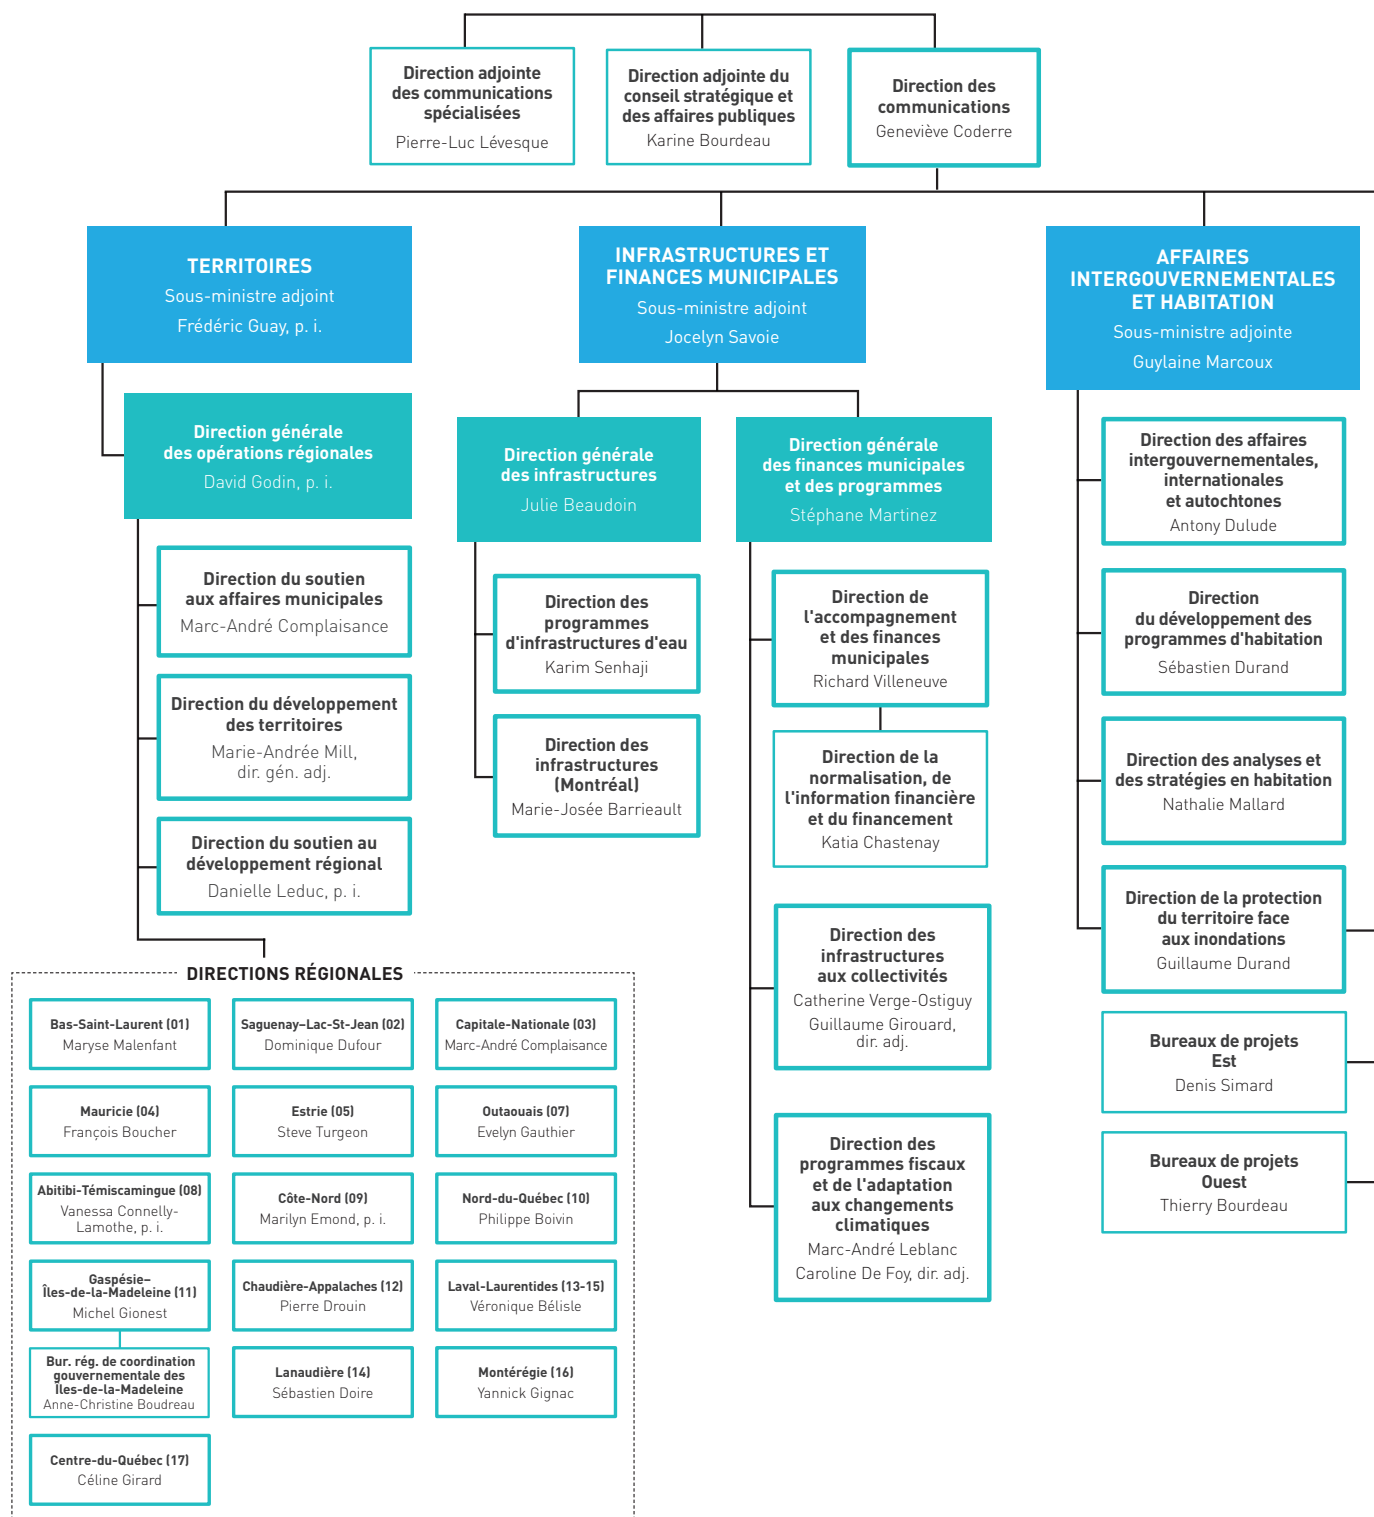 Direction adjointe
des communications
spécialisées
Pierre-Luc Lévesque
Direction adjointe du
conseil stratégique et
des affaires publiques
Karine Bourdeau
Direction des
communications
Geneviève Coderre
TERRITOIRES
Sous-ministre adjoint
Frédéric Guay, p. i.
Direction générale
des opérations régionales
David Godin, p. i.
Direction du soutien
aux affaires municipales
Marc-André Complaisance
Direction du développement
des territoires
Marie-Andrée Mill,
dir. gén. adj.
Direction du soutien au
développement régional
Danielle Leduc, p. i.
INFRASTRUCTURES ET
FINANCES MUNICIPALES
Sous-ministre adjoint
Jocelyn Savoie
Direction générale
des infrastructures
Julie Beaudoin
Direction des
programmes
d'infrastructures d'eau
Karim Senhaji
Direction des
infrastructures
(Montréal)
Marie-Josée Barrieault
Direction générale
des finances municipales
et des programmes
Stéphane Martinez
Direction de
l'accompagnement
et des finances
municipales
Richard Villeneuve
Direction de la
normalisation, de
l'information financière
et du financement
Katia Chastenay
Direction des
infrastructures
aux collectivités
Catherine Verge-Ostiguy
Guillaume Girouard,
dir. adj.
Direction des
programmes fiscaux
et de l'adaptation
aux changements
climatiques
Marc-André Leblanc
Caroline De Foy, dir. adj.
AFFAIRES
INTERGOUVERNEMENTALES
ET HABITATION
Sous-ministre adjointe
Guylaine Marcoux
Direction des affaires
intergouvernementales,
internationales
et autochtones
Antony Dulude
Direction
du développement des
programmes d'habitation
Sébastien Durand
Direction des analyses et
des stratégies en habitation
Nathalie Mallard
Direction de la protection
du territoire face
aux inondations
Guillaume Durand
Bureaux de projets
Est
Denis Simard
Bureaux de projets
Ouest
Thierry Bourdeau
DIRECTIONS RÉGIONALES
Bas-Saint-Laurent (01)
Maryse Malenfant
Saguenay–Lac-St-Jean (02)
Dominique Dufour
Capitale-Nationale (03)
Marc-André Complaisance
Mauricie (04)
François Boucher
Estrie (05)
Steve Turgeon
Outaouais (07)
Evelyn Gauthier
Abitibi-Témiscamingue (08)
Vanessa Connelly-
Lamothe, p. i.
Côte-Nord (09)
Marilyn Emond, p. i.
Nord-du-Québec (10)
Philippe Boivin
Gaspésie–
Îles-de-la-Madeleine (11)
Michel Gionest
Chaudière-Appalaches (12)
Pierre Drouin
Laval-Laurentides (13-15)
Véronique Bélisle
Bur. rég. de coordination
gouvernementale des
Îles-de-la-Madeleine
Anne-Christine Boudreau
Lanaudière (14)
Sébastien Doire
Montérégie (16)
Yannick Gignac
Centre-du-Québec (17)
Céline Girard